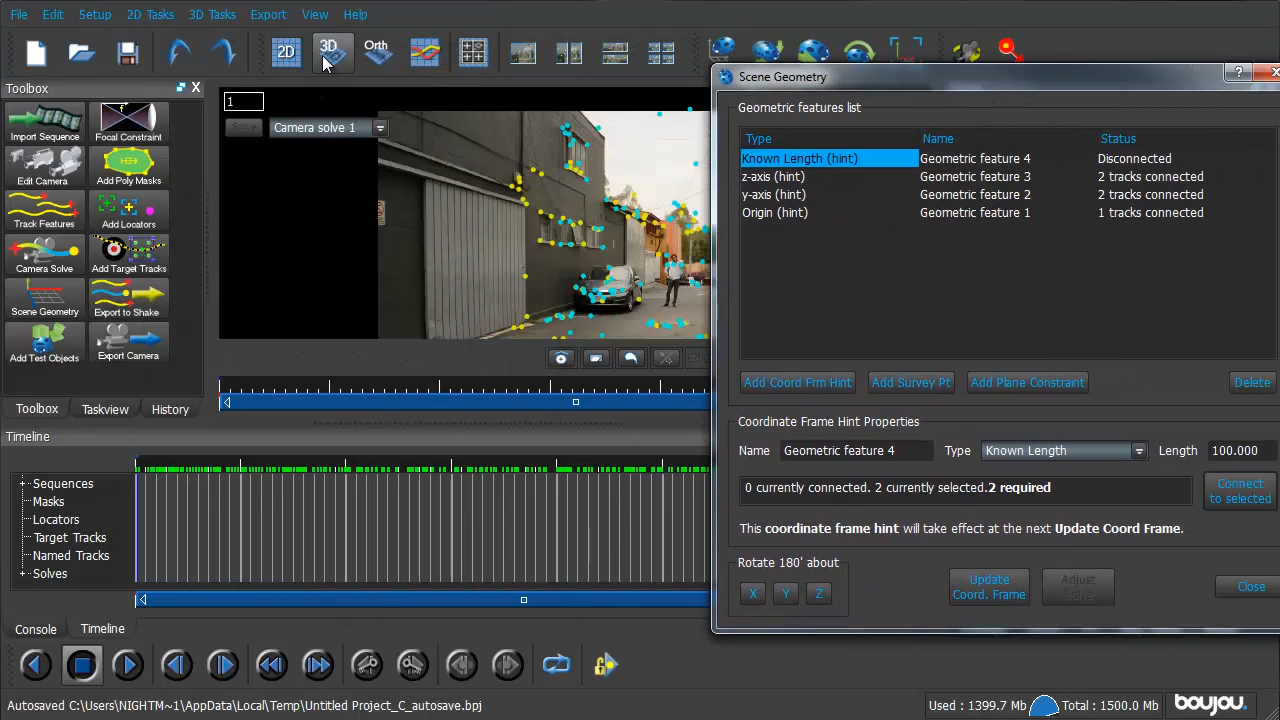 File Edit Setup 2D Tasks 3D Tasks Export View Help
2D 3D Orth
Toolbox
Scene Geometry
?
Geometric features list
Type Name Status
Known Length (hint) Geometric feature 4 Disconnected
z-axis (hint) Geometric feature 3 2 tracks connected
y-axis (hint) Geometric feature 2 2 tracks connected
Origin (hint) Geometric feature 1 1 tracks connected
1
Solve Camera solve 1
Import Sequence Focal Constraint
Edit Camera Add Poly Masks
Track Features Add Locators
Camera Solve Add Target Tracks
Scene Geometry Export to Shake
Add Test Objects Export Camera
Toolbox Taskview History
Add Coord Frm Hint Add Survey Pt Add Plane Constraint Delete
Coordinate Frame Hint Properties
Name Geometric feature 4 Type Known Length Length 100.000
0 currently connected. 2 currently selected.2 required
Connect
to selected
This coordinate frame hint will take effect at the next Update Coord Frame.
Rotate 180' about
X Y Z
Update
Coord. Frame
Adjust
Solve
Close
Timeline
Sequences
Masks
Locators
Target Tracks
Named Tracks
Solves
Console Timeline
Autosaved C:\Users\NIGHTM~1\AppData\Local\Temp\Untitled Project_C_autosave.bpj
Used : 1399.7 Mb Total : 1500.0 Mb
boujou.